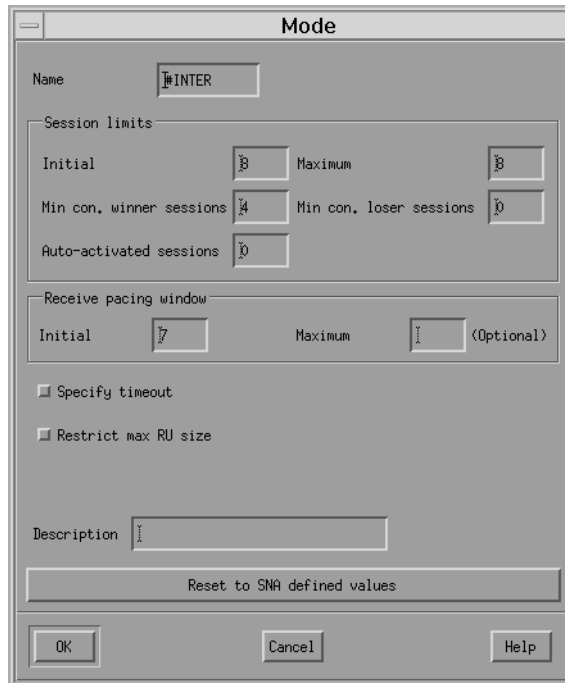 Mode
Name #INTER
Session limits
Initial 8 Maximum 8
Min con. winner sessions 4 Min con. loser sessions 0
Auto-activated sessions 0
Receive pacing window
Initial 7 Maximum (Optional)
Specify timeout
Restrict max RU size
Description
Reset to SNA defined values
OK Cancel Help